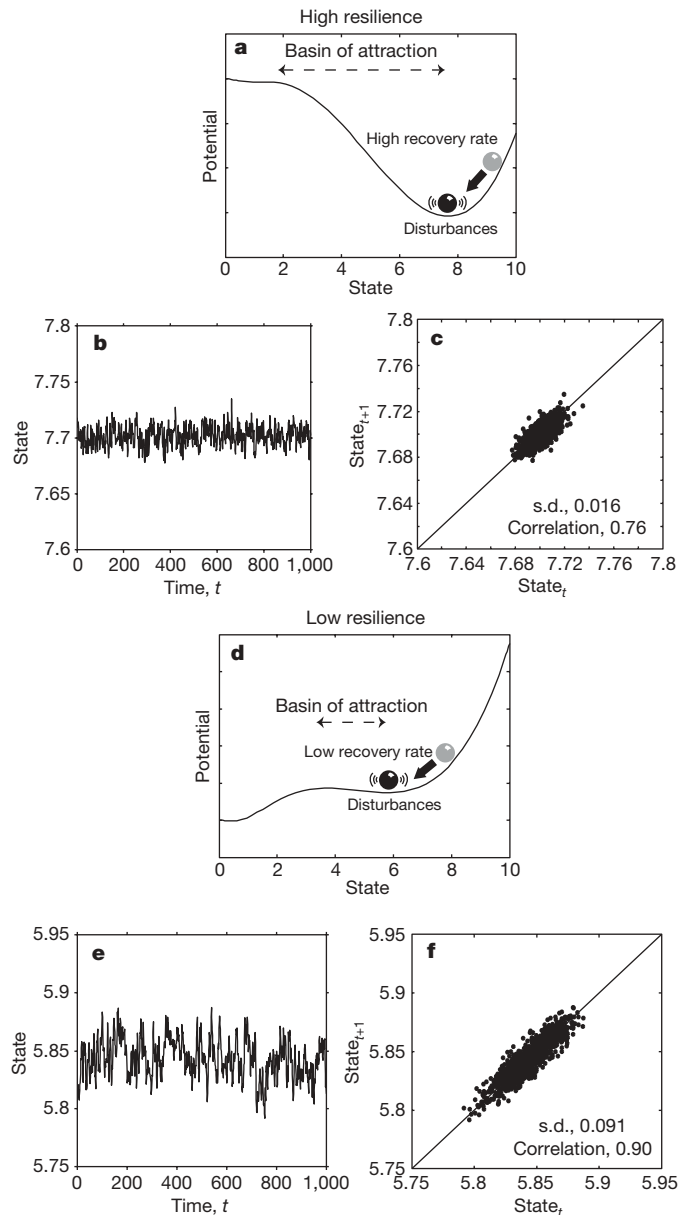 High resilience
a
Basin of attraction
High recovery rate
Disturbances
Potential
0 2 4 6 8 10
State
b
7.8
7.75
7.7
7.65
7.6
State
0 200 400 600 800 1,000
Time, t
c
7.8
7.76
7.72
7.68
7.64
7.6
State t+1
s.d., 0.016
Correlation, 0.76
7.6 7.64 7.68 7.72 7.76 7.8
State t
Low resilience
d
Basin of attraction
Low recovery rate
Disturbances
Potential
0 2 4 6 8 10
State
e
5.95
5.9
5.85
5.8
5.75
State
0 200 400 600 800 1,000
Time, t
f
5.95
5.9
5.85
5.8
5.75
State t+1
s.d., 0.091
Correlation, 0.90
5.75 5.8 5.85 5.9 5.95
State t